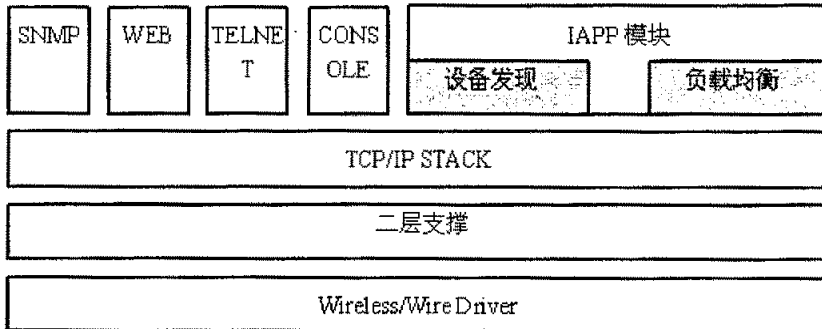 SNMP
WEB
TELNE
T
CONS
OLE
IAPP 模块
设备发现
负载均衡
TCP/IP STACK
二层支撑
Wireless/Wire Driver